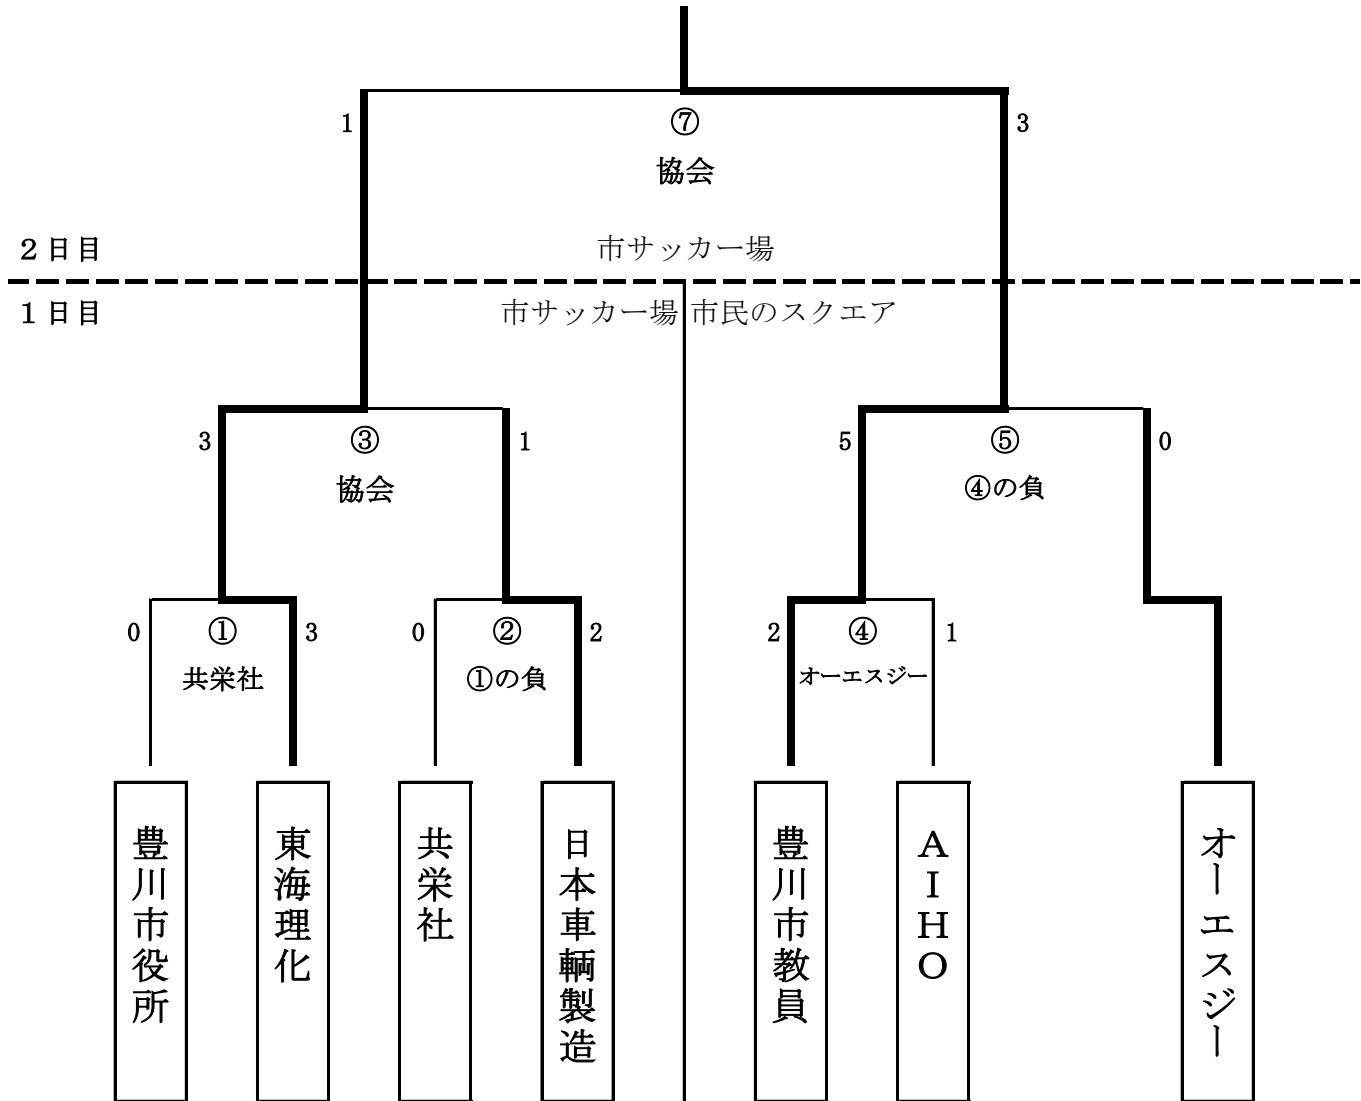 1 ⑦ 3
協会
2日目 市サッカー場
1日目 市サッカー場 市民のスクエア
3 ③ 1 5 ⑤ 0
協会 ④の負
0 ① 3 0 ② 2 2 ④ 1
共栄社 ①の負 オーエスジー
豊川市役所
東海理化
共栄社
日本車輌製造
豊川市教員
AIHO
オーエスジー